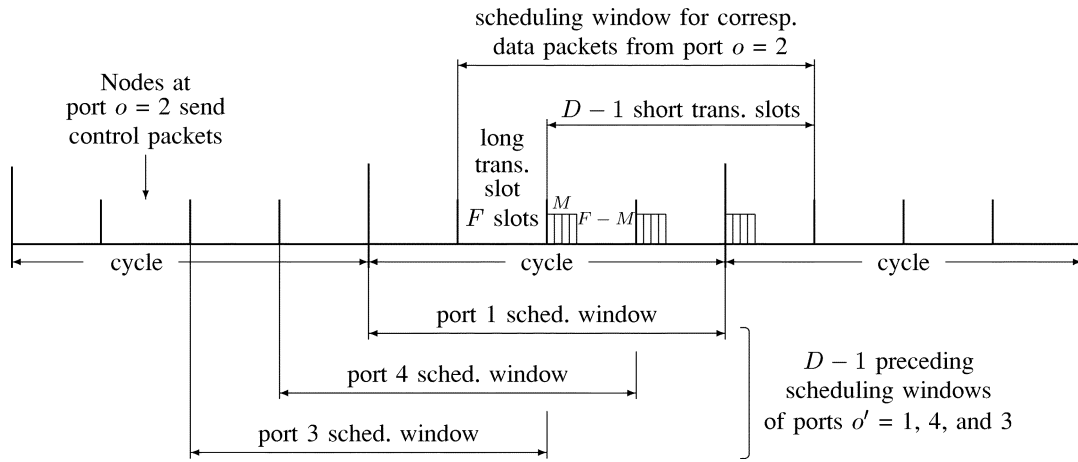 scheduling window for corresp.
data packets from port o = 2
Nodes at
port o = 2 send
control packets
D − 1 short trans. slots
long
trans.
slot
F slots
M
F − M
cycle
cycle
cycle
port 1 sched. window
port 4 sched. window
port 3 sched. window
D − 1 preceding
scheduling windows
of ports o′ = 1, 4, and 3